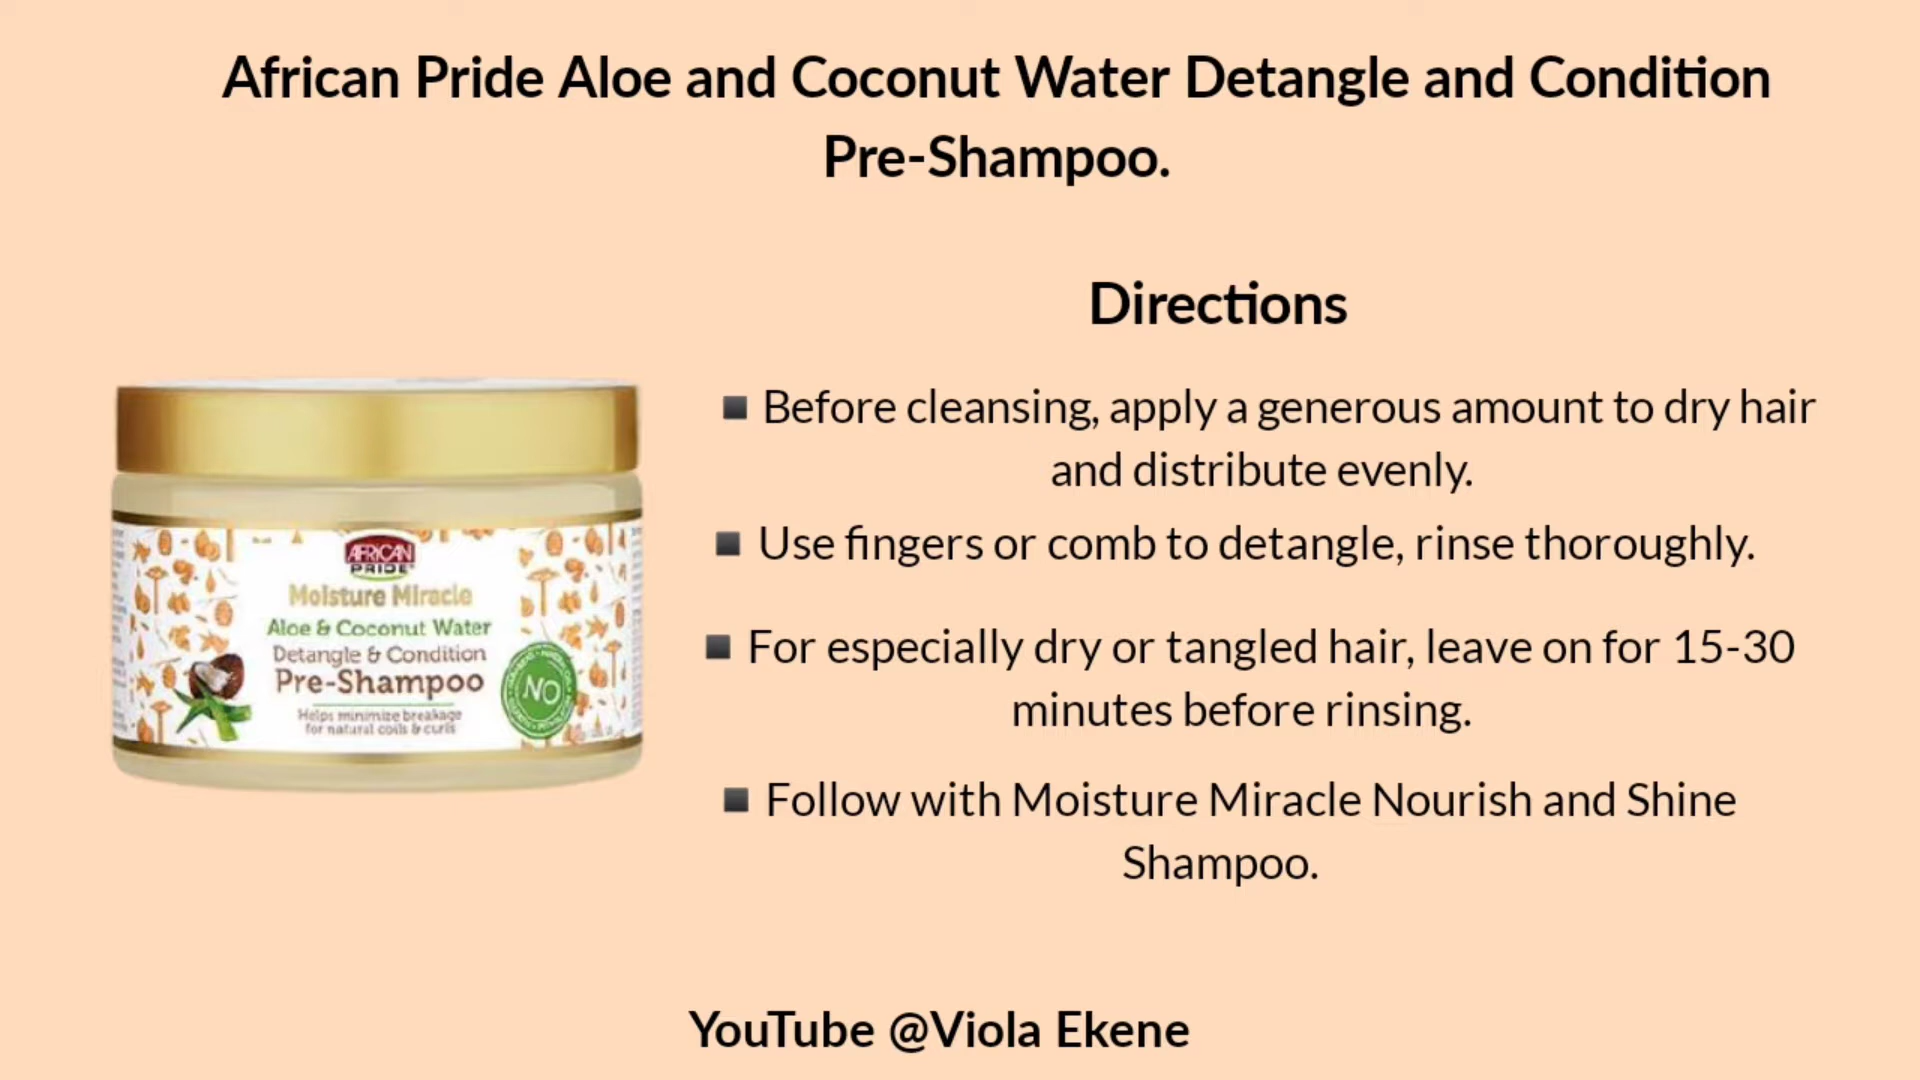 African Pride Aloe and Coconut Water Detangle and Condition
Pre-Shampoo.
Directions
▪ Before cleansing, apply a generous amount to dry hair
and distribute evenly.
▪ Use fingers or comb to detangle, rinse thoroughly.
▪ For especially dry or tangled hair, leave on for 15-30
minutes before rinsing.
▪ Follow with Moisture Miracle Nourish and Shine
Shampoo.
AFRICAN
PRIDE
Moisture Miracle
Aloe & Coconut Water
Detangle & Condition
Pre-Shampoo
Helps minimize breakage
for natural coils & curls
NO
YouTube @Viola Ekene